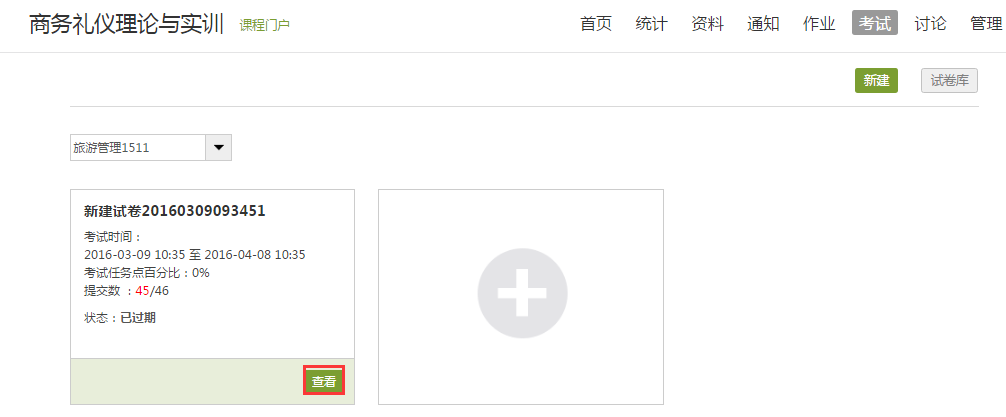 商务礼仪理论与实训 课程门户 首页 统计 资料 通知 作业 考试 讨论 管理
新建 试卷库
旅游管理1511
新建试卷20160309093451
考试时间：
2016-03-09 10:35 至 2016-04-08 10:35
考试任务点百分比：0%
提交数 ：45/46
状态：已过期
查看